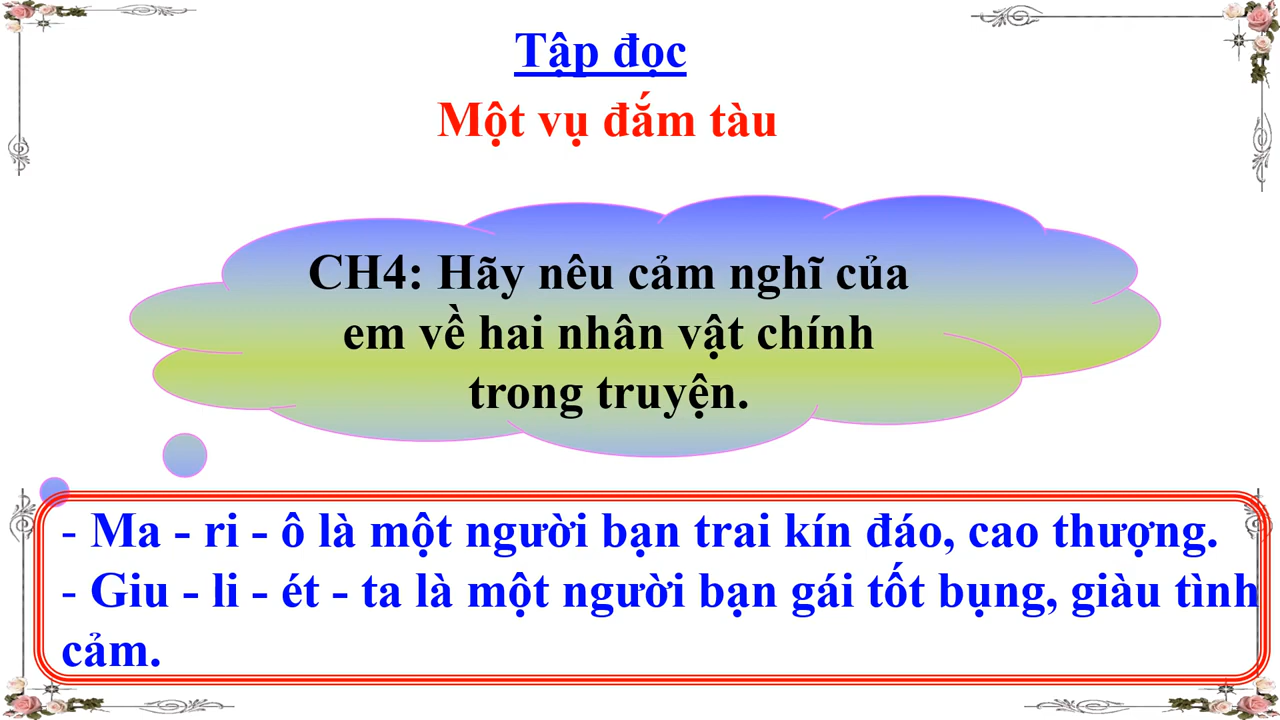 Tập đọc
Một vụ đắm tàu
CH4: Hãy nêu cảm nghĩ của
em về hai nhân vật chính
trong truyện.
- Ma - ri - ô là một người bạn trai kín đáo, cao thượng.
- Giu - li - ét - ta là một người bạn gái tốt bụng, giàu tình
cảm.